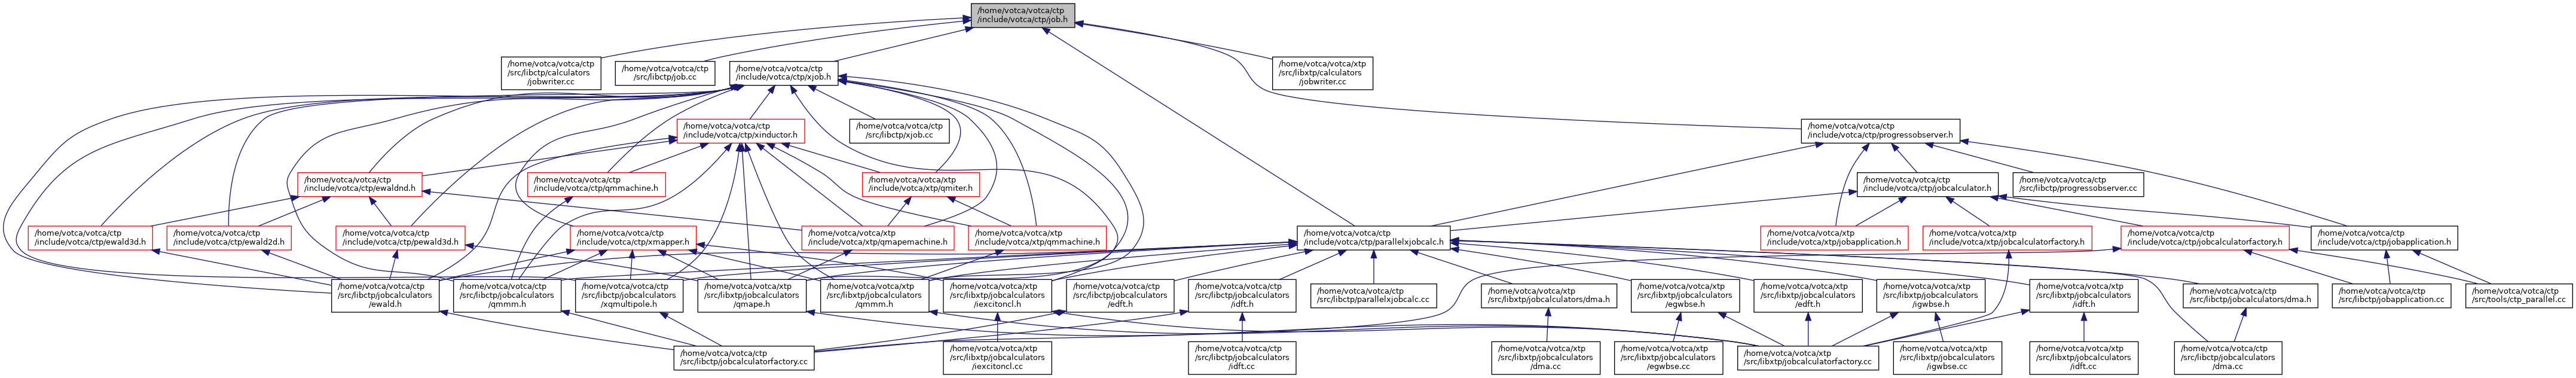 /home/votca/votca/ctp
/include/votca/ctp/job.h
/home/votca/votca/ctp
/src/libctp/calculators
/jobwriter.cc
/home/votca/votca/ctp
/src/libctp/job.cc
/home/votca/votca/ctp
/include/votca/ctp/xjob.h
/home/votca/votca/xtp
/src/libxtp/calculators
/jobwriter.cc
/home/votca/votca/ctp
/include/votca/ctp/xinductor.h
/home/votca/votca/ctp
/src/libctp/xjob.cc
/home/votca/votca/ctp
/include/votca/ctp/progressobserver.h
/home/votca/votca/ctp
/include/votca/ctp/ewaldnd.h
/home/votca/votca/ctp
/include/votca/ctp/qmmachine.h
/home/votca/votca/xtp
/include/votca/xtp/qmiter.h
/home/votca/votca/ctp
/include/votca/ctp/jobcalculator.h
/home/votca/votca/ctp
/src/libctp/progressobserver.cc
/home/votca/votca/ctp
/include/votca/ctp/ewald3d.h
/home/votca/votca/ctp
/include/votca/ctp/ewald2d.h
/home/votca/votca/ctp
/include/votca/ctp/pewald3d.h
/home/votca/votca/ctp
/include/votca/ctp/xmapper.h
/home/votca/votca/xtp
/include/votca/xtp/qmapemachine.h
/home/votca/votca/xtp
/include/votca/xtp/qmmachine.h
/home/votca/votca/ctp
/include/votca/ctp/parallelxjobcalc.h
/home/votca/votca/xtp
/include/votca/xtp/jobapplication.h
/home/votca/votca/xtp
/include/votca/xtp/jobcalculatorfactory.h
/home/votca/votca/ctp
/include/votca/ctp/jobcalculatorfactory.h
/home/votca/votca/ctp
/include/votca/ctp/jobapplication.h
/home/votca/votca/ctp
/src/libctp/jobcalculators
/ewald.h
/home/votca/votca/ctp
/src/libctp/jobcalculators
/qmmm.h
/home/votca/votca/ctp
/src/libctp/jobcalculators
/xqmultipole.h
/home/votca/votca/xtp
/src/libxtp/jobcalculators
/qmape.h
/home/votca/votca/xtp
/src/libxtp/jobcalculators
/qmmm.h
/home/votca/votca/xtp
/src/libxtp/jobcalculators
/iexcitoncl.h
/home/votca/votca/ctp
/src/libctp/jobcalculators
/edft.h
/home/votca/votca/ctp
/src/libctp/jobcalculators
/idft.h
/home/votca/votca/ctp
/src/libctp/parallelxjobcalc.cc
/home/votca/votca/xtp
/src/libxtp/jobcalculators/dma.h
/home/votca/votca/xtp
/src/libxtp/jobcalculators
/egwbse.h
/home/votca/votca/xtp
/src/libxtp/jobcalculators
/edft.h
/home/votca/votca/xtp
/src/libxtp/jobcalculators
/igwbse.h
/home/votca/votca/xtp
/src/libxtp/jobcalculators
/idft.h
/home/votca/votca/ctp
/src/libctp/jobcalculators/dma.h
/home/votca/votca/ctp
/src/libctp/jobapplication.cc
/home/votca/votca/ctp
/src/tools/ctp_parallel.cc
/home/votca/votca/ctp
/src/libctp/jobcalculatorfactory.cc
/home/votca/votca/xtp
/src/libxtp/jobcalculators
/iexcitoncl.cc
/home/votca/votca/ctp
/src/libctp/jobcalculators
/idft.cc
/home/votca/votca/xtp
/src/libxtp/jobcalculators
/dma.cc
/home/votca/votca/xtp
/src/libxtp/jobcalculators
/egwbse.cc
/home/votca/votca/xtp
/src/libxtp/jobcalculatorfactory.cc
/home/votca/votca/xtp
/src/libxtp/jobcalculators
/igwbse.cc
/home/votca/votca/xtp
/src/libxtp/jobcalculators
/idft.cc
/home/votca/votca/ctp
/src/libctp/jobcalculators
/dma.cc